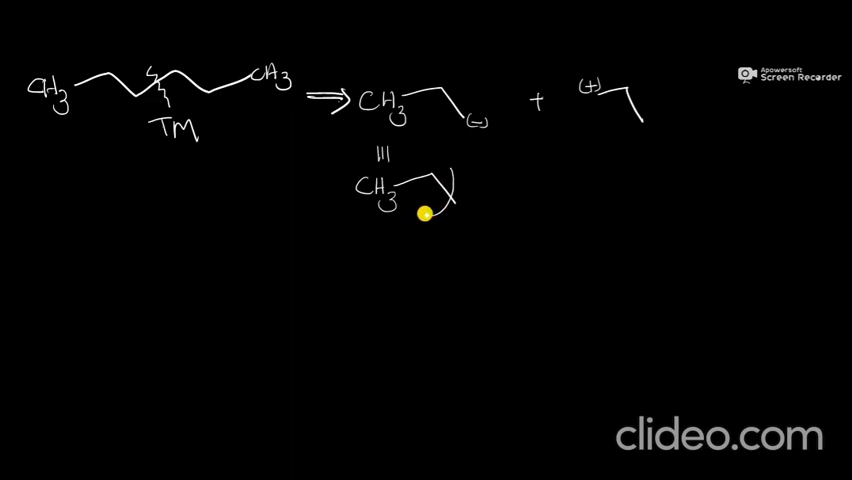 Apowersoft
Screen Recorder
CH3 CH3 ⇒ CH3 (-) + (+)
TM
|||
CH3
clideo.com